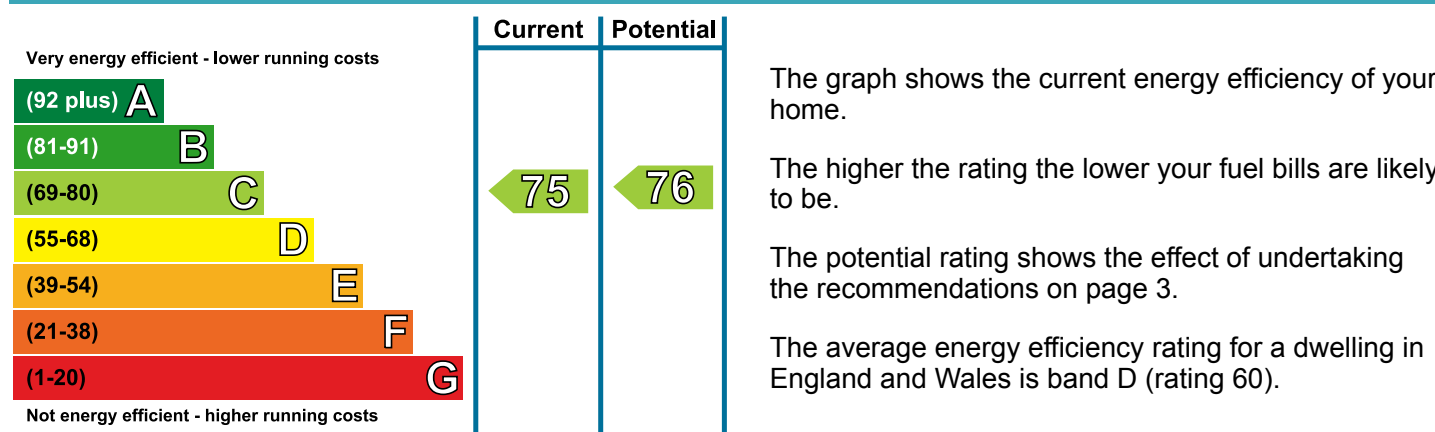 Current Potential
Very energy efficient - lower running costs
(92 plus) A
(81-91) B
(69-80) C
75 76
(55-68) D
(39-54) E
(21-38) F
(1-20) G
Not energy efficient - higher running costs
The graph shows the current energy efficiency of your
home.
The higher the rating the lower your fuel bills are likely
to be.
The potential rating shows the effect of undertaking
the recommendations on page 3.
The average energy efficiency rating for a dwelling in
England and Wales is band D (rating 60).